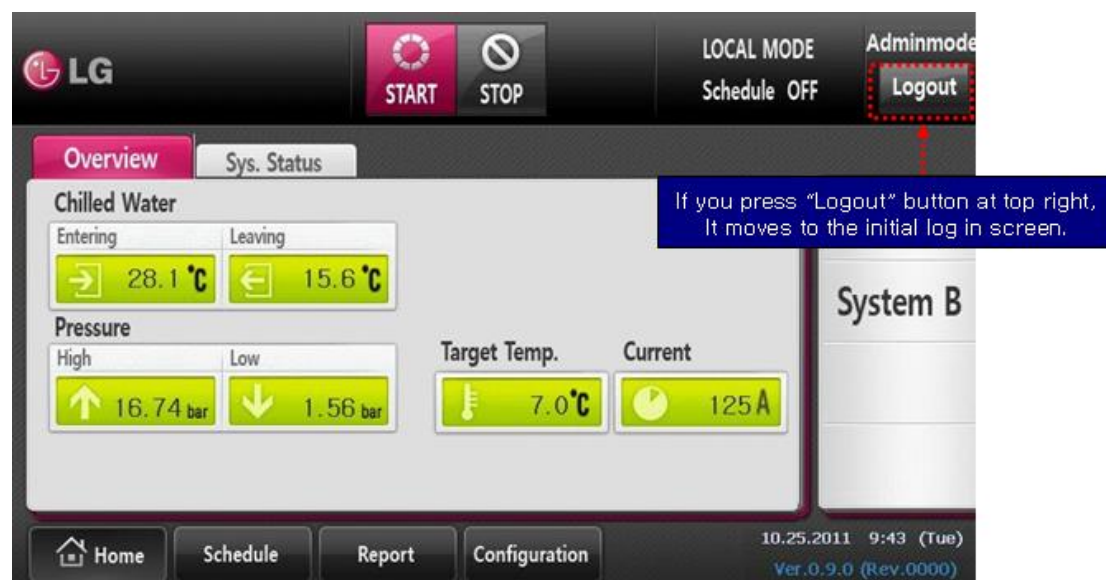 LG
START
STOP
LOCAL MODE
Schedule OFF
Adminmode
Logout
Overview
Sys. Status
If you press “Logout” button at top right,
It moves to the initial log in screen.
Chilled Water
Entering
Leaving
28.1 °C
15.6 °C
System B
Pressure
High
Low
16.74 bar
1.56 bar
Target Temp.
Current
7.0 °C
125 A
Home
Schedule
Report
Configuration
10.25.2011 9:43 (Tue)
Ver.0.9.0 (Rev.0000)